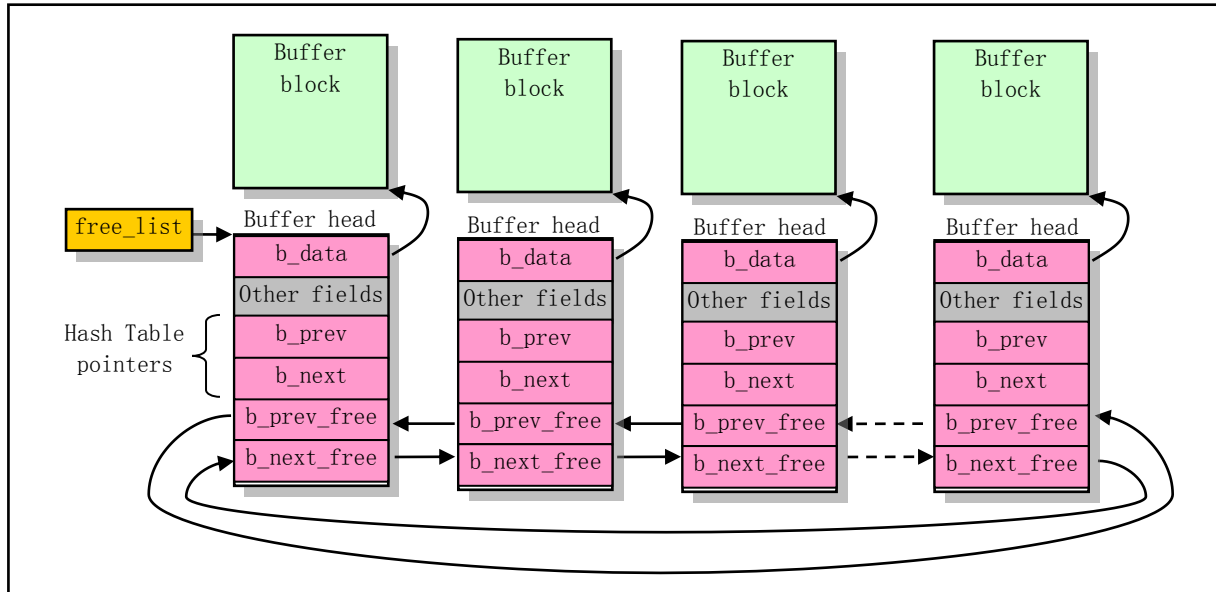 Buffer
block
Buffer
block
Buffer
block
Buffer
block
free_list
Buffer head
Buffer head
Buffer head
Buffer head
b_data
b_data
b_data
b_data
Other fields
Other fields
Other fields
Other fields
Hash Table
pointers
b_prev
b_prev
b_prev
b_prev
b_next
b_next
b_next
b_next
b_prev_free
b_prev_free
b_prev_free
b_prev_free
b_next_free
b_next_free
b_next_free
b_next_free